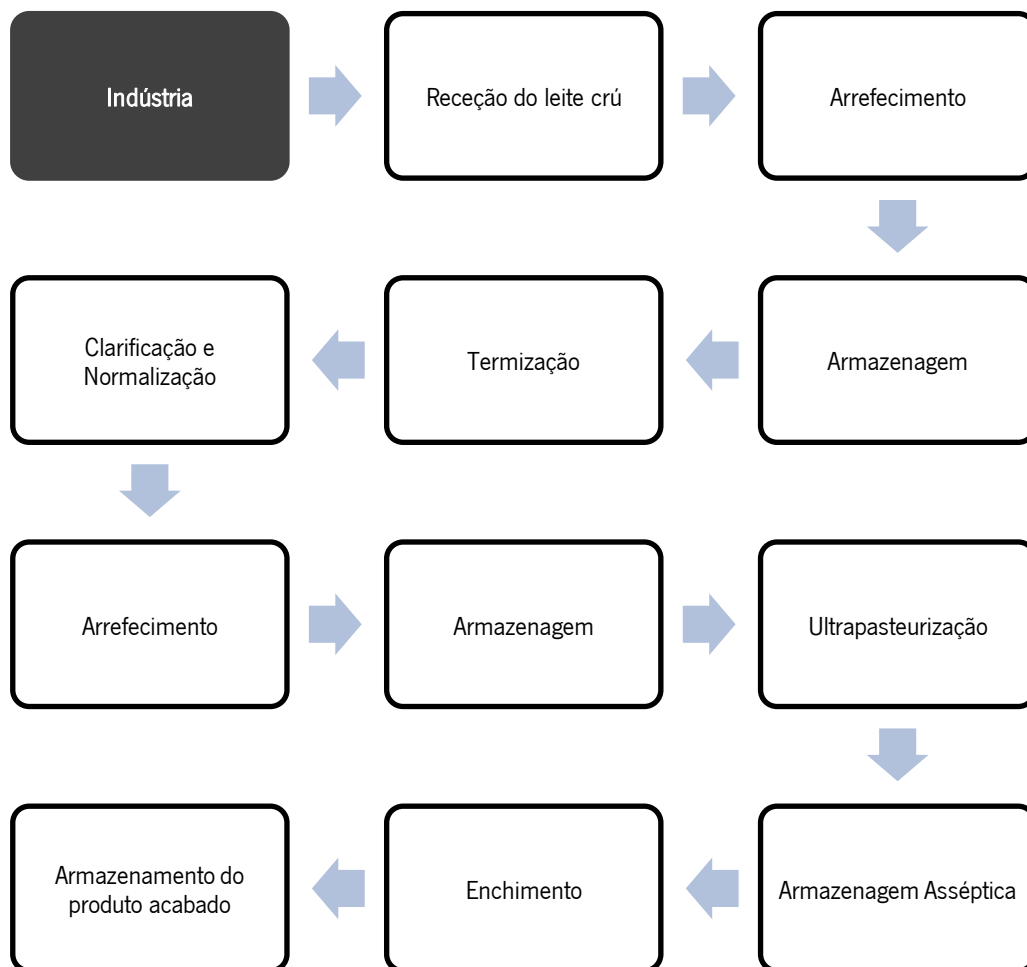 Indústria
Receção do leite crú
Arrefecimento
Armazenagem
Termização
Clarificação e
Normalização
Arrefecimento
Armazenagem
Ultrapasteurização
Armazenagem Asséptica
Enchimento
Armazenamento do
produto acabado